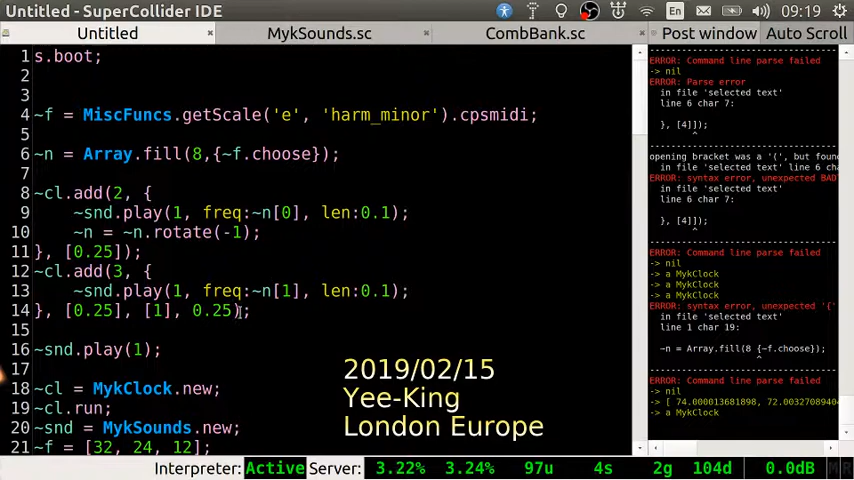 Untitled - SuperCollider IDE
En
09:19
Untitled
MykSounds.sc
CombBank.sc
Post window
Auto Scroll
1 s.boot;
2
3
4 ~f = MiscFuncs.getScale('e', 'harm_minor').cpsmidi;
5
6 ~n = Array.fill(8,{~f.choose});
7
8 ~cl.add(2, {
9 ~snd.play(1, freq:~n[0], len:0.1);
10 ~n = ~n.rotate(-1);
11 }, [0.25]);
12 ~cl.add(3, {
13 ~snd.play(1, freq:~n[1], len:0.1);
14 }, [0.25], [1], 0.25);
15
16 ~snd.play(1);
17
18 ~cl = MykClock.new;
19 ~cl.run;
20 ~snd = MykSounds.new;
21 ~f = [32, 24, 12];
ERROR: Command line parse failed
-> nil
ERROR: Parse error
in file 'selected text'
line 6 char 7:
}, [4]]);
^
opening bracket was a '(', but foun
in file 'selected text' line 6 c
ERROR: syntax error, unexpected BAD
in file 'selected text'
line 6 char 7:
}, [4]]);
^
ERROR: Command line parse failed
-> nil
-> a MykClock
-> a MykClock
-> a MykClock
ERROR: syntax error, unexpected '{'
in file 'selected text'
line 1 char 19:
~n = Array.fill(8 {~f.choose});
^
ERROR: Command line parse failed
-> nil
-> [ 74.000013681898, 72.0032708940
-> a MykClock
2019/02/15
Yee-King
London Europe
Interpreter: Active Server: 3.22% 3.24% 97u 4s 2g 104d 0.0dB M R